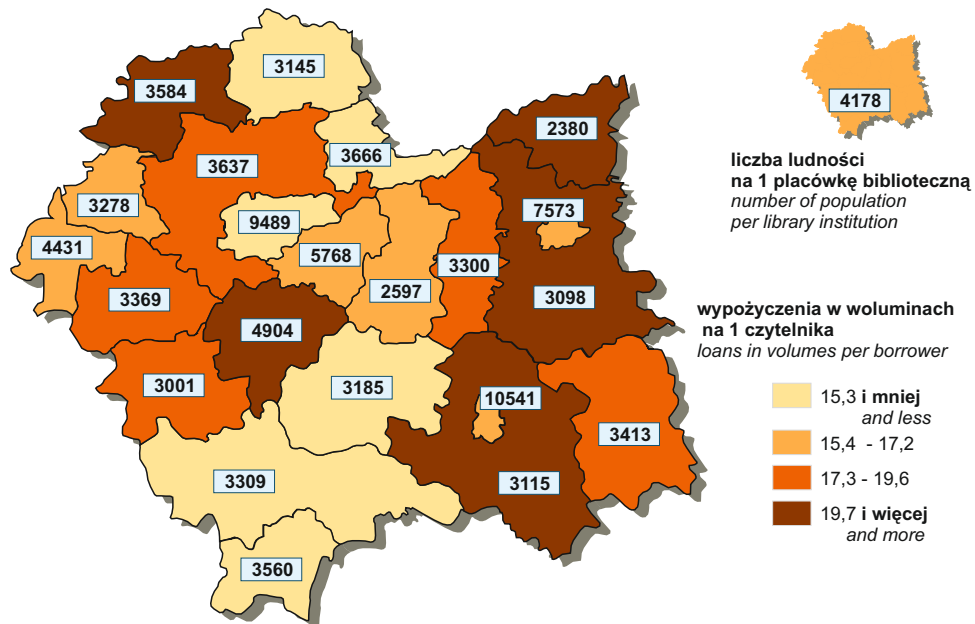 3145
3584
4178
2380
3637
3666
liczba ludności
na 1 placówkę biblioteczną
number of population
per library institution
3278
7573
9489
4431
5768
3300
2597
3369
3098
4904
wypożyczenia w woluminach
na 1 czytelnika
loans in volumes per borrower
3001
3185
10541
15,3 i mniej
and less
3413
15,4 - 17,2
3309
3115
17,3 - 19,6
19,7 i więcej
and more
3560